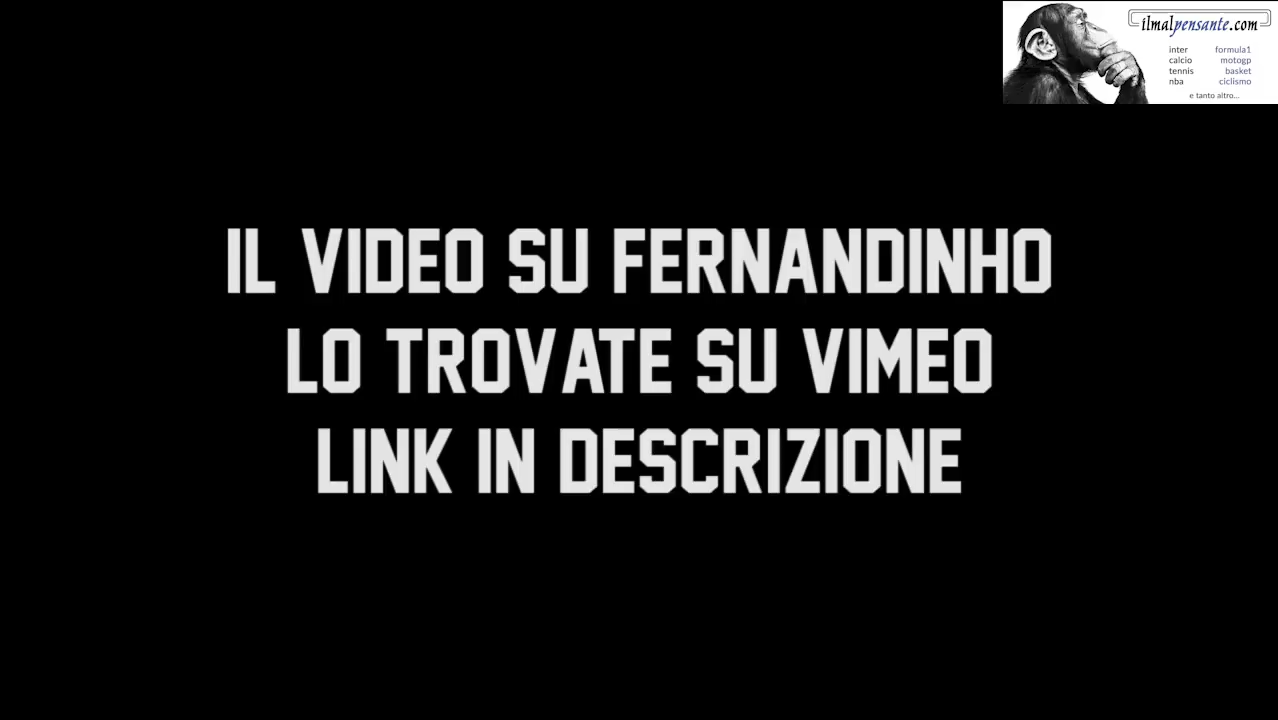 ilmalpensante.com
inter formula1
calcio motogp
tennis basket
nba ciclismo
e tanto altro...
IL VIDEO SU FERNANDINHO
LO TROVATE SU VIMEO
LINK IN DESCRIZIONE